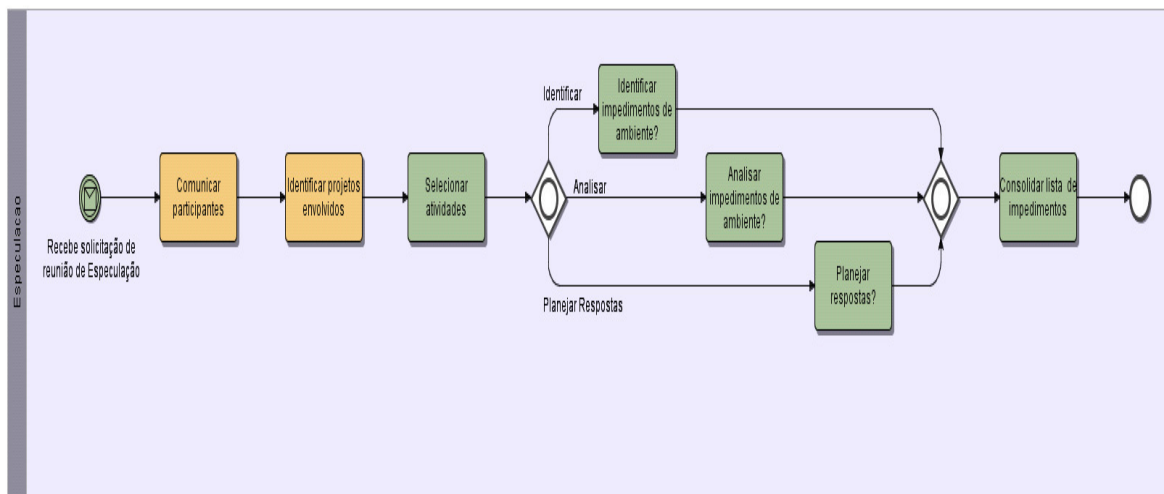 Especulacao
Recebe solicitação de
reunião de Especulação
Comunicar
participantes
Identificar projetos
envolvidos
Selecionar
atividades
Identificar
Identificar
impedimentos de
ambiente?
Analisar
Analisar
impedimentos de
ambiente?
Planejar Respostas
Planejar
respostas?
Consolidar lista de
impedimentos